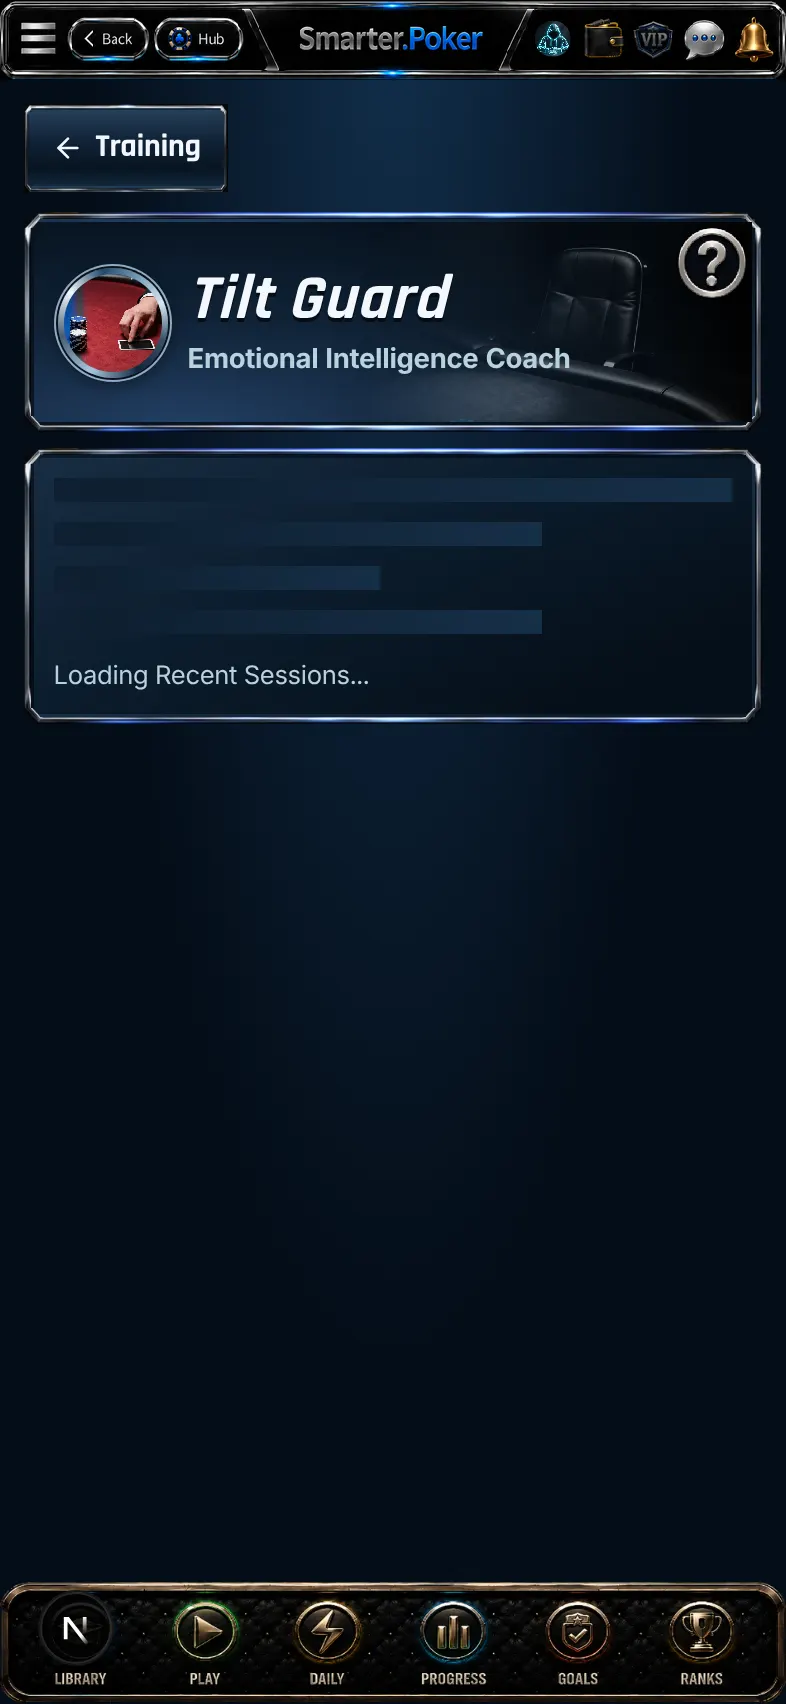 Back
Hub
Smarter.Poker
VIP
Training
Tilt Guard
Emotional Intelligence Coach
?
Loading Recent Sessions...
N
LIBRARY
PLAY
DAILY
PROGRESS
GOALS
RANKS